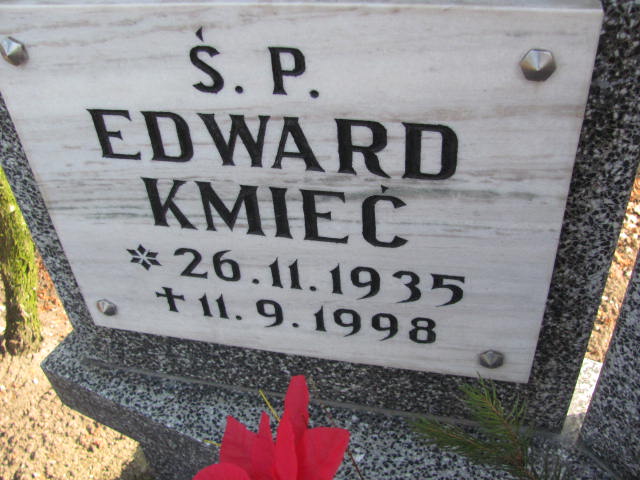 Ś. P.
EDWARD
KMIEĆ
* 26.11.1935
† 11.9.1998